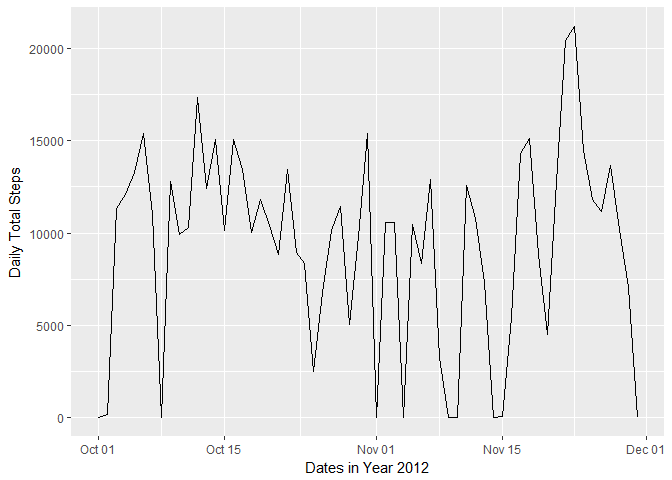 20000
15000
10000
5000
0
Daily Total Steps
Oct 01 Oct 15 Nov 01 Nov 15 Dec 01
Dates in Year 2012